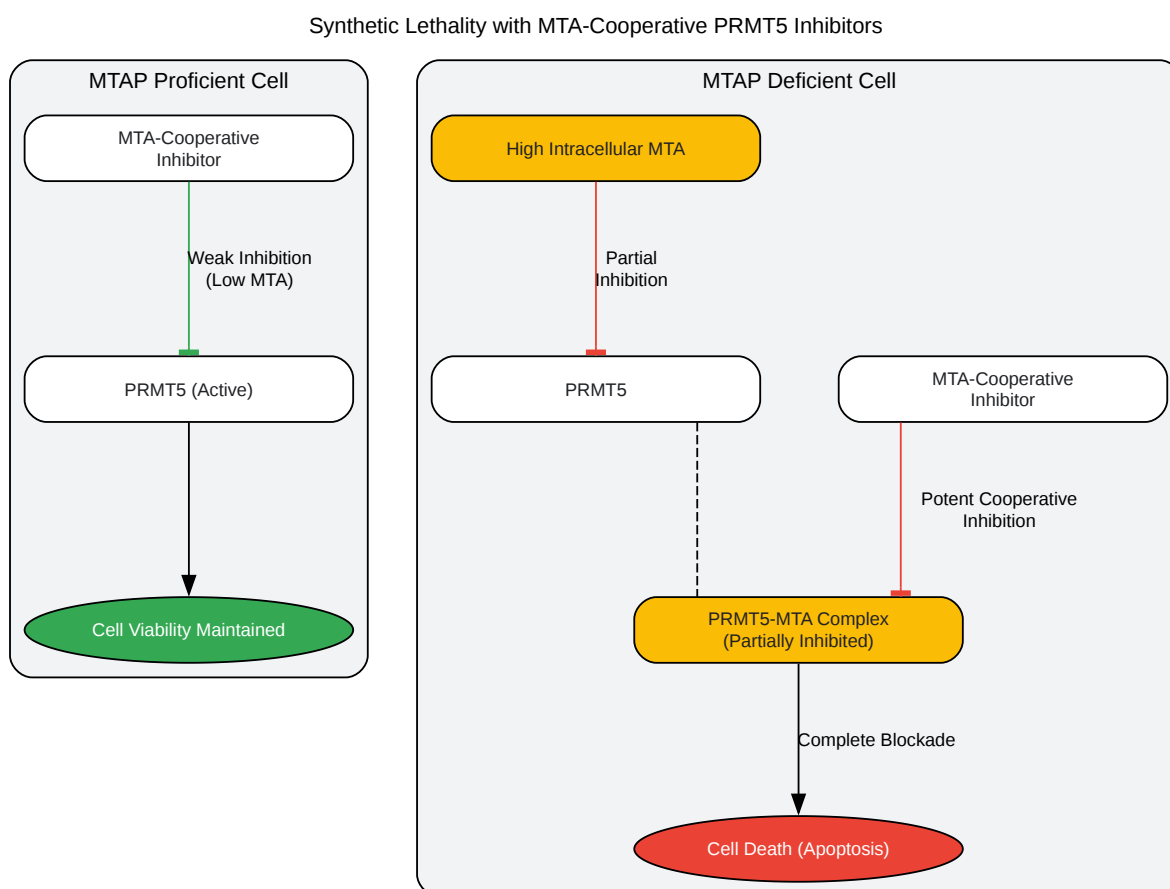 Synthetic Lethality with MTA-Cooperative PRMT5 Inhibitors
MTAP Proficient Cell
MTA-Cooperative
Inhibitor
Weak Inhibition
(Low MTA)
PRMT5 (Active)
Cell Viability Maintained
MTAP Deficient Cell
High Intracellular MTA
Partial
Inhibition
PRMT5
MTA-Cooperative
Inhibitor
Potent Cooperative
Inhibition
PRMT5-MTA Complex
(Partially Inhibited)
Complete Blockade
Cell Death (Apoptosis)